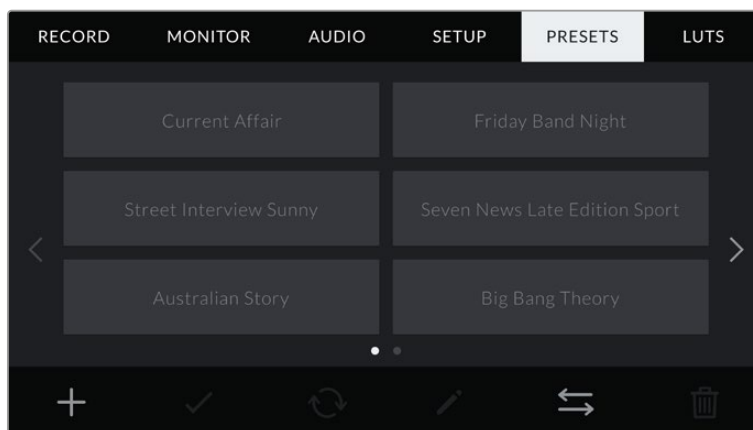 RECORD MONITOR AUDIO SETUP PRESETS LUTS
Current Affair Friday Band Night
Street Interview Sunny Seven News Late Edition Sport
Australian Story Big Bang Theory